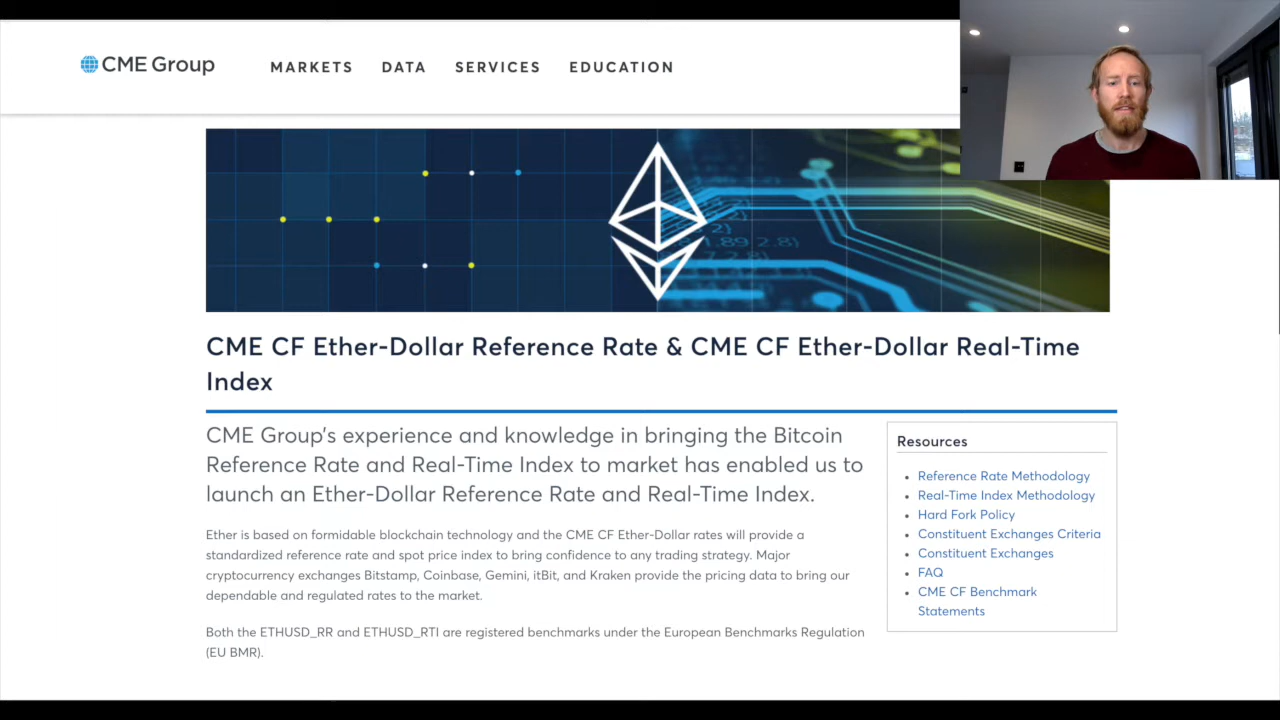 CME Group
MARKETS DATA SERVICES EDUCATION
1.89 2.8)
CME CF Ether-Dollar Reference Rate & CME CF Ether-Dollar Real-Time
Index
CME Group's experience and knowledge in bringing the Bitcoin
Reference Rate and Real-Time Index to market has enabled us to
launch an Ether-Dollar Reference Rate and Real-Time Index.
Ether is based on formidable blockchain technology and the CME CF Ether-Dollar rates will provide a
standardized reference rate and spot price index to bring confidence to any trading strategy. Major
cryptocurrency exchanges Bitstamp, Coinbase, Gemini, itBit, and Kraken provide the pricing data to bring our
dependable and regulated rates to the market.
Both the ETHUSD_RR and ETHUSD_RTI are registered benchmarks under the European Benchmarks Regulation
(EU BMR).
Resources
Reference Rate Methodology
Real-Time Index Methodology
Hard Fork Policy
Constituent Exchanges Criteria
Constituent Exchanges
FAQ
CME CF Benchmark
Statements